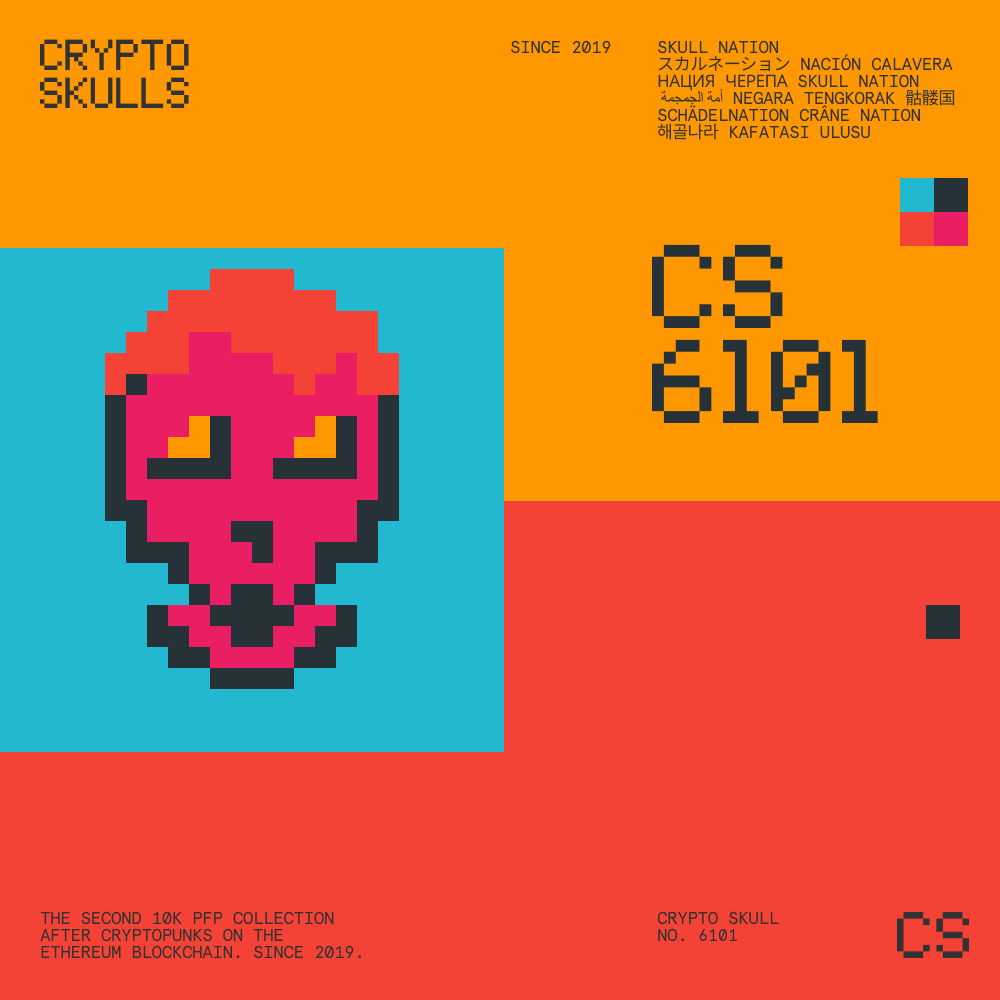 CRYPTO
SKULLS
SINCE 2019
SKULL NATION
スカルネーション NACIÓN CALAVERA
НАЦИЯ ЧЕРЕПА SKULL NATION
أمة الجمجمة NEGARA TENGKORAK 骷髅国
SCHÄDELNATION CRÂNE NATION
해골나라 KAFATASI ULUSU
CS
6101
THE SECOND 10K PFP COLLECTION
AFTER CRYPTOPUNKS ON THE
ETHEREUM BLOCKCHAIN. SINCE 2019.
CRYPTO SKULL
NO. 6101
CS